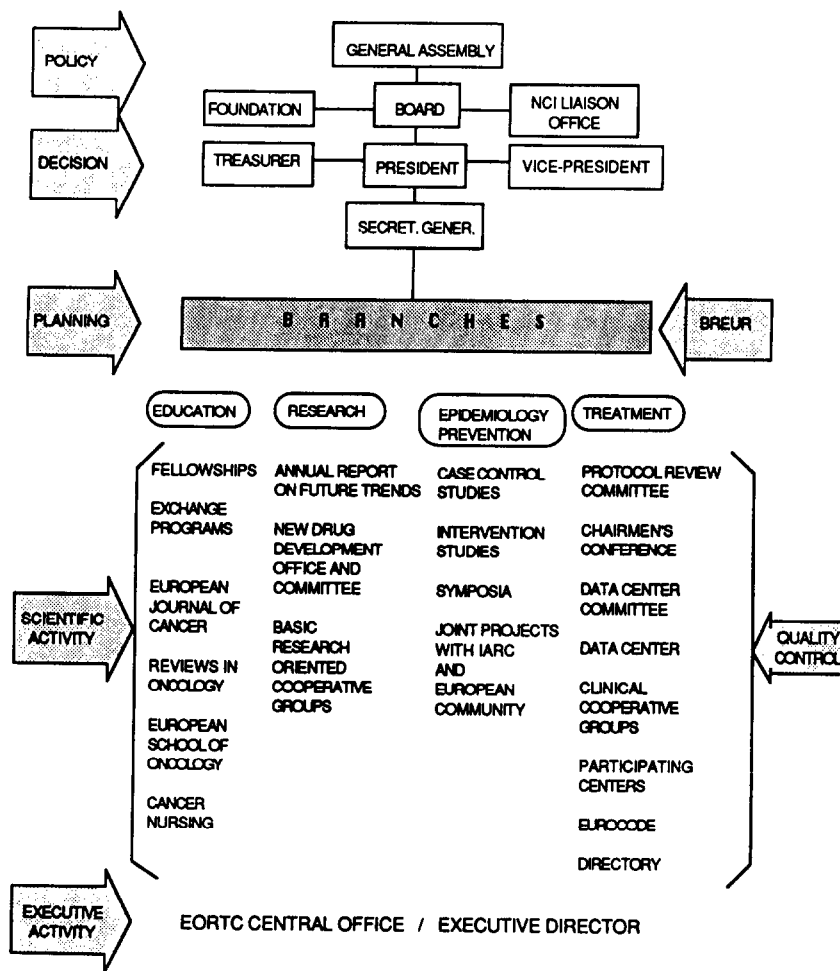 POLICY
GENERAL ASSEMBLY
FOUNDATION
BOARD
NCI LIAISON
OFFICE
DECISION
TREASURER
PRESIDENT
VICE-PRESIDENT
SECRET. GENER.
PLANNING
BRANCHES
BREUR
EDUCATION
RESEARCH
EPIDEMIOLOGY
PREVENTION
TREATMENT
FELLOWSHIPS
EXCHANGE
PROGRAMS
EUROPEAN
JOURNAL OF
CANCER
REVIEWS IN
ONCOLOGY
EUROPEAN
SCHOOL OF
ONCOLOGY
CANCER
NURSING
ANNUAL REPORT
ON FUTURE TRENDS
NEW DRUG
DEVELOPMENT
OFFICE AND
COMMITTEE
BASIC
RESEARCH
ORIENTED
COOPERATIVE
GROUPS
CASE CONTROL
STUDIES
INTERVENTION
STUDIES
SYMPOSIA
JOINT PROJECTS
WITH IARC
AND
EUROPEAN
COMMUNITY
PROTOCOL REVIEW
COMMITTEE
CHAIRMEN'S
CONFERENCE
DATA CENTER
COMMITTEE
DATA CENTER
CLINICAL
COOPERATIVE
GROUPS
PARTICIPATING
CENTERS
EUROCODE
DIRECTORY
SCIENTIFIC
ACTIVITY
QUALITY
CONTROL
EXECUTIVE
ACTIVITY
EORTC CENTRAL OFFICE / EXECUTIVE DIRECTOR